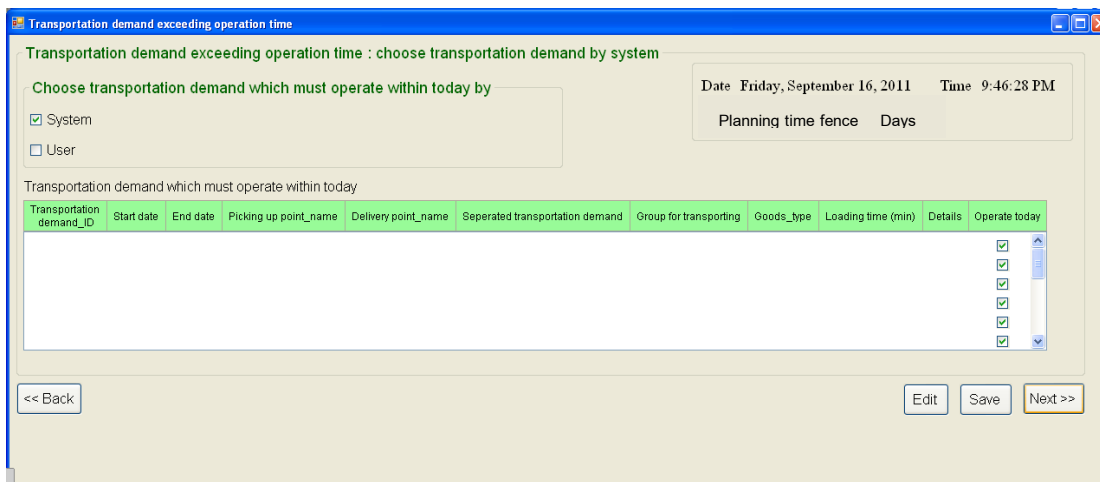 Transportation demand exceeding operation time
Transportation demand exceeding operation time : choose transportation demand by system
Choose transportation demand which must operate within today by
System
User
Date Friday, September 16, 2011 Time 9:46:28 PM
Planning time fence Days
Transportation demand which must operate within today
Transportation demand_ID Start date End date Picking up point_name Delivery point_name Seperated transportation demand Group for transporting Goods_type Loading time (min) Details Operate today
<< Back Edit Save Next >>